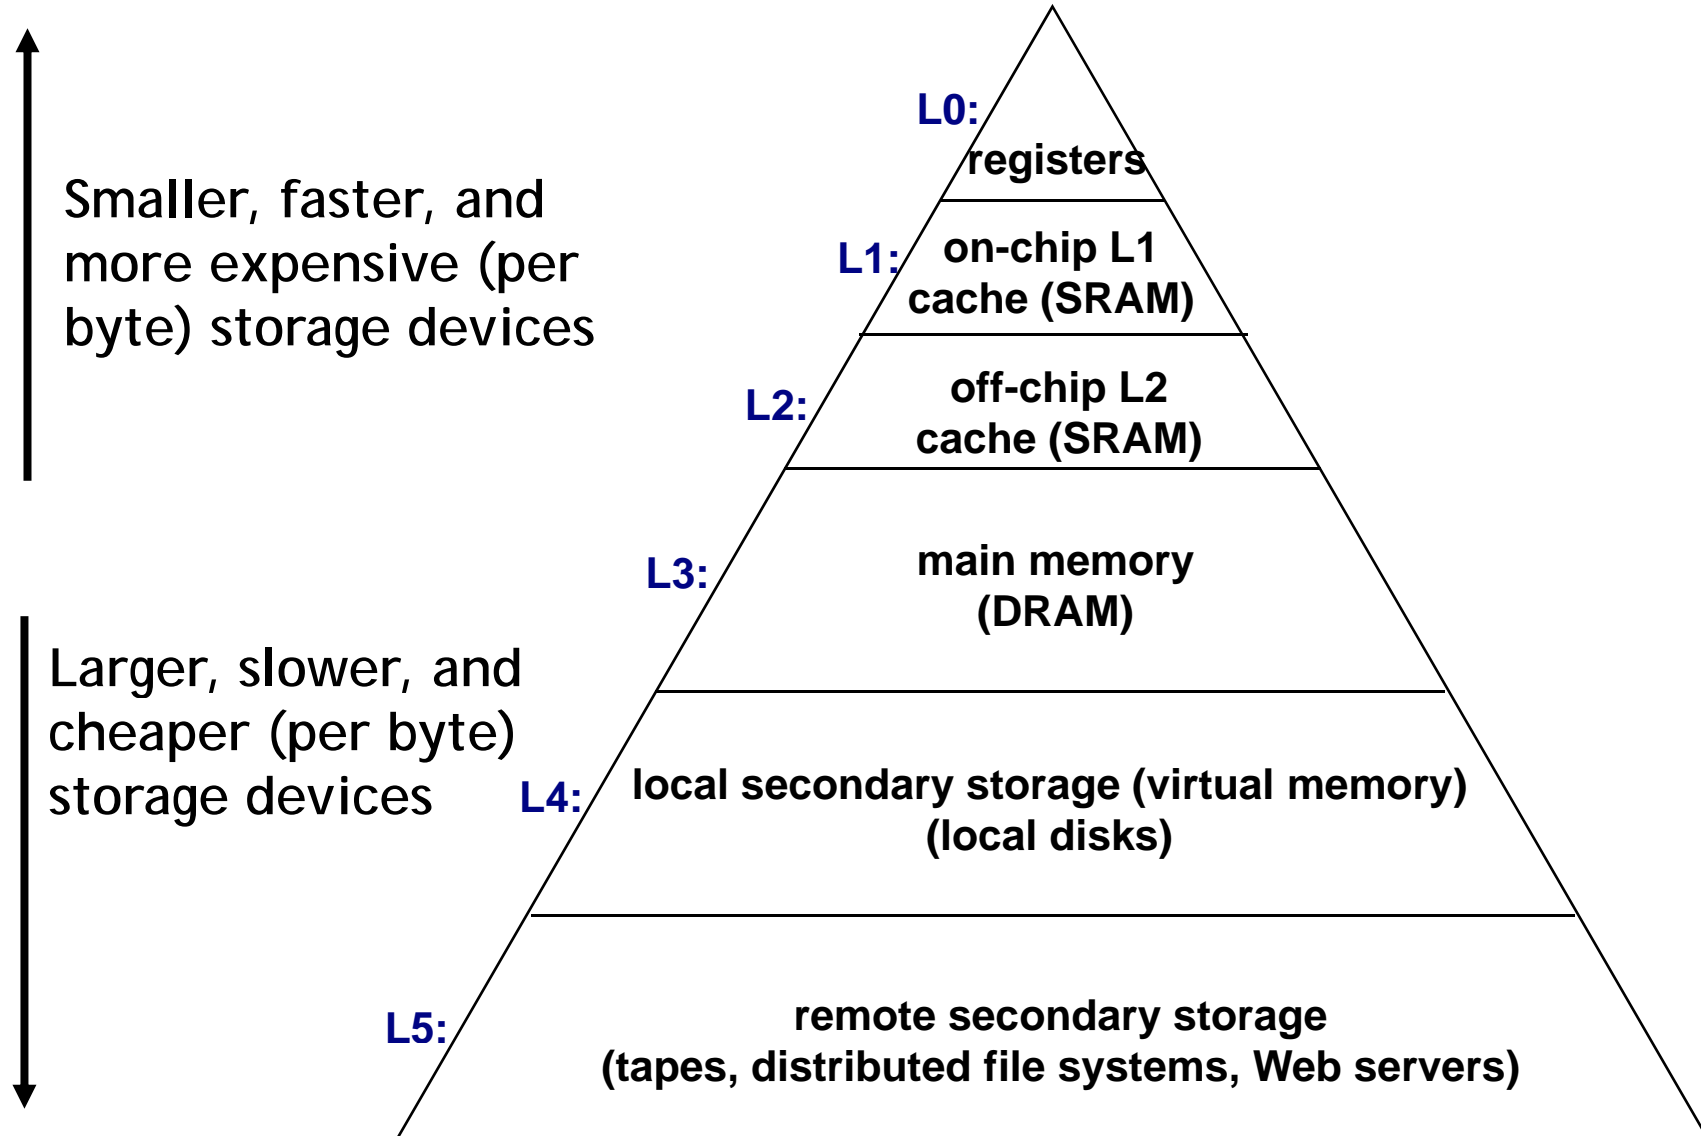 L0:
registers
Smaller, faster, and
more expensive (per
byte) storage devices
L1:
on-chip L1
cache (SRAM)
L2:
off-chip L2
cache (SRAM)
L3:
main memory
(DRAM)
Larger, slower, and
cheaper (per byte)
storage devices
L4:
local secondary storage (virtual memory)
(local disks)
L5:
remote secondary storage
(tapes, distributed file systems, Web servers)